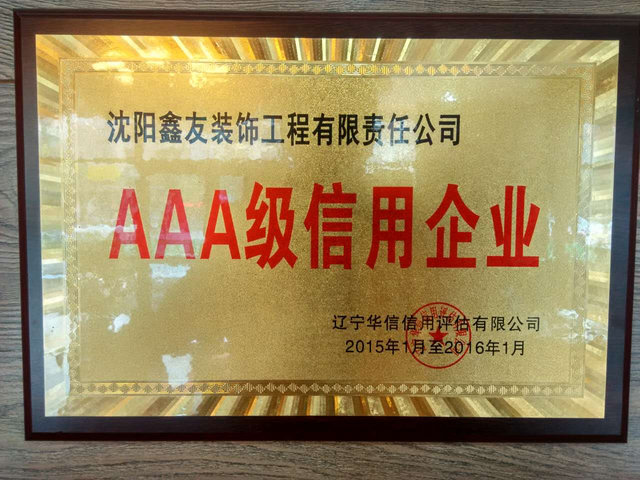 沈阳鑫友装饰工程有限责任公司
AAA级信用企业
辽宁华信信用评估有限公司
2015年1月至2016年1月